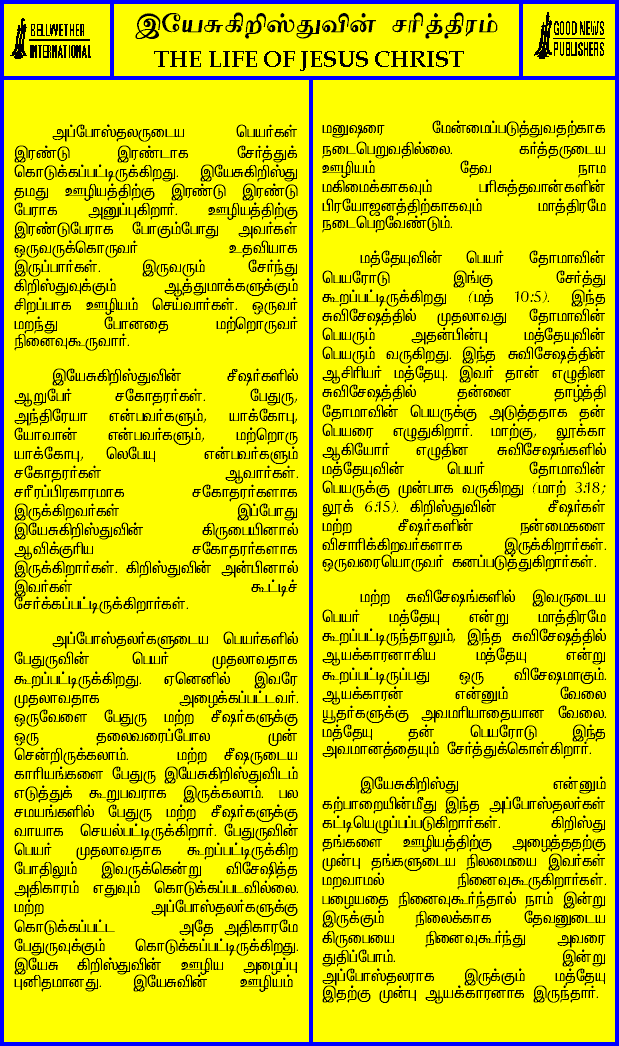 BELLWETHER
INTERNATIONAL
இயேசுகிறிஸ்துவின் சரித்திரம்
THE LIFE OF JESUS CHRIST
GOOD NEWS
PUBLISHERS
அப்போஸ்தலருடைய பெயர்கள்
இரண்டு இரண்டாக சேர்த்துக்
கொடுக்கப்பட்டிருக்கிறது. இயேசுகிறிஸ்து
தமது ஊழியத்திற்கு இரண்டு இரண்டு
பேராக அனுப்புகிறார். ஊழியத்திற்கு
இரண்டுபேராக போகும்போது அவர்கள்
ஒருவருக்கொருவர் உதவியாக
இருப்பார்கள். இருவரும் சேர்ந்து
கிறிஸ்துவுக்கும் ஆத்துமாக்களுக்கும்
சிறப்பாக ஊழியம் செய்வார்கள். ஒருவர்
மறந்து போனதை மற்றொருவர்
நினைவுகூருவார்.
இயேசுகிறிஸ்துவின் சீஷர்களில்
ஆறுபேர் சகோதரர்கள். பேதுரு,
அந்திரேயா என்பவர்களும், யாக்கோபு,
யோவான் என்பவர்களும், மற்றொரு
யாக்கோபு, லெபேயு என்பவர்களும்
சகோதரர்கள் ஆவார்கள்.
சரீரப்பிரகாரமாக சகோதரர்களாக
இருக்கிறவர்கள் இப்போது
இயேசுகிறிஸ்துவின் கிருபையினால்
ஆவிக்குரிய சகோதரர்களாக
இருக்கிறார்கள். கிறிஸ்துவின் அன்பினால்
இவர்கள் கூட்டிச்
சேர்க்கப்பட்டிருக்கிறார்கள்.
அப்போஸ்தலர்களுடைய பெயர்களில்
பேதுருவின் பெயர் முதலாவதாக
கூறப்பட்டிருக்கிறது. ஏனெனில் இவரே
முதலாவதாக அழைக்கப்பட்டவர்.
ஒருவேளை பேதுரு மற்ற சீஷர்களுக்கு
ஒரு தலைவரைப்போல முன்
சென்றிருக்கலாம். மற்ற சீஷருடைய
காரியங்களை பேதுரு இயேசுகிறிஸ்துவிடம்
எடுத்துக் கூறுபவராக இருக்கலாம். பல
சமயங்களில் பேதுரு மற்ற சீஷர்களுக்கு
வாயாக செயல்பட்டிருக்கிறார். பேதுருவின்
பெயர் முதலாவதாக கூறப்பட்டிருக்கிற
போதிலும் இவருக்கென்று விசேஷித்த
அதிகாரம் எதுவும் கொடுக்கப்படவில்லை.
மற்ற அப்போஸ்தலர்களுக்கு
கொடுக்கப்பட்ட அதே அதிகாரமே
பேதுருவுக்கும் கொடுக்கப்பட்டிருக்கிறது.
இயேசு கிறிஸ்துவின் ஊழிய அழைப்பு
புனிதமானது. இயேசுவின் ஊழியம்
மனுஷரை மேன்மைப்படுத்துவதற்காக
நடைபெறுவதில்லை. கர்த்தருடைய
ஊழியம் தேவ நாம
மகிமைக்காகவும் பரிசுத்தவான்களின்
பிரயோஜனத்திற்காகவும் மாத்திரமே
நடைபெறவேண்டும்.
மத்தேயுவின் பெயர் தோமாவின்
பெயரோடு இங்கு சேர்த்து
கூறப்பட்டிருக்கிறது (மத் 10:5). இந்த
சுவிசேஷத்தில் முதலாவது தோமாவின்
பெயரும் அதன்பின்பு மத்தேயுவின்
பெயரும் வருகிறது. இந்த சுவிசேஷத்தின்
ஆசிரியர் மத்தேயு. இவர் தான் எழுதின
சுவிசேஷத்தில் தன்னை தாழ்த்தி
தோமாவின் பெயருக்கு அடுத்ததாக தன்
பெயரை எழுதுகிறார். மாற்கு, லூக்கா
ஆகியோர் எழுதின சுவிசேஷங்களில்
மத்தேயுவின் பெயர் தோமாவின்
பெயருக்கு முன்பாக வருகிறது (மாற் 3:18;
லூக் 6:15). கிறிஸ்துவின் சீஷர்கள்
மற்ற சீஷர்களின் நன்மைகளை
விசாரிக்கிறவர்களாக இருக்கிறார்கள்.
ஒருவரையொருவர் கனப்படுத்துகிறார்கள்.
மற்ற சுவிசேஷங்களில் இவருடைய
பெயர் மத்தேயு என்று மாத்திரமே
கூறப்பட்டிருந்தாலும், இந்த சுவிசேஷத்தில்
ஆயக்காரனாகிய மத்தேயு என்று
கூறப்பட்டிருப்பது ஒரு விசேஷமாகும்.
ஆயக்காரன் என்னும் வேலை
யூதர்களுக்கு அவமரியாதையான வேலை.
மத்தேயு தன் பெயரோடு இந்த
அவமானத்தையும் சேர்த்துக்கொள்கிறார்.
இயேசுகிறிஸ்து என்னும்
கற்பாறையின்மீது இந்த அப்போஸ்தலர்கள்
கட்டியெழுப்பப்படுகிறார்கள். கிறிஸ்து
தங்களை ஊழியத்திற்கு அழைத்ததற்கு
முன்பு தங்களுடைய நிலமையை இவர்கள்
மறவாமல் நினைவுகூருகிறார்கள்.
பழையதை நினைவுகூர்ந்தால் நாம் இன்று
இருக்கும் நிலைக்காக தேவனுடைய
கிருபையை நினைவுகூர்ந்து அவரை
துதிப்போம். இன்று
அப்போஸ்தலராக இருக்கும் மத்தேயு
இதற்கு முன்பு ஆயக்காரனாக இருந்தார்.